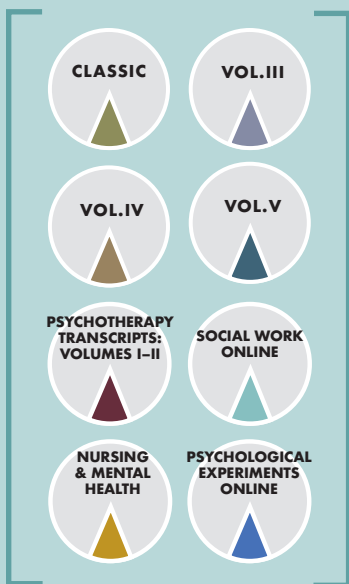 CLASSIC
VOL.III
VOL.IV
VOL.V
PSYCHOTHERAPY
TRANSCRIPTS:
VOLUMES I–II
SOCIAL WORK
ONLINE
NURSING
& MENTAL
HEALTH
PSYCHOLOGICAL
EXPERIMENTS
ONLINE